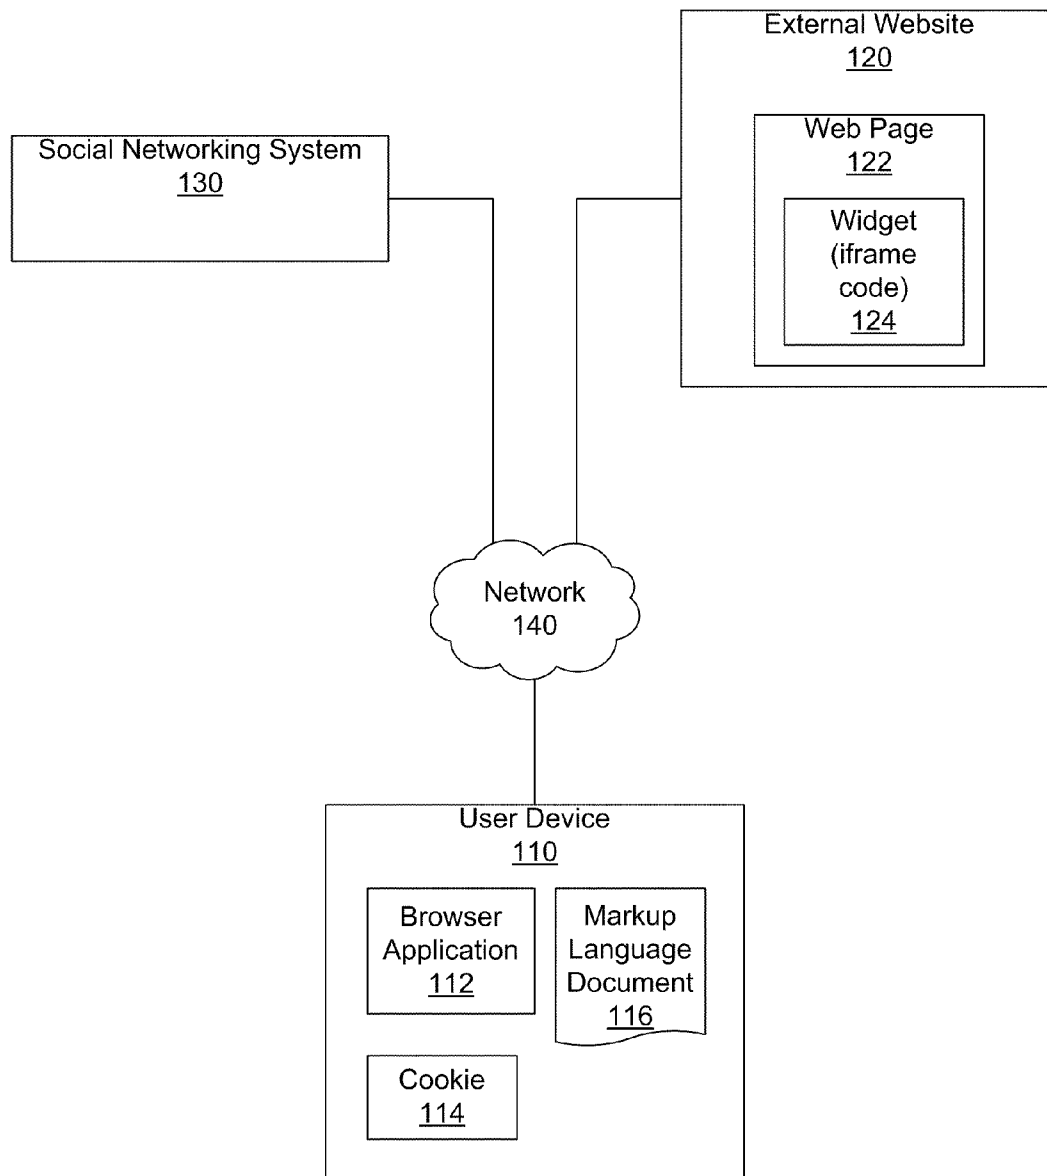 External Website
120
Web Page
122
Widget
(iframe
code)
124
Social Networking System
130
Network
140
User Device
110
Browser
Application
112
Markup
Language
Document
116
Cookie
114